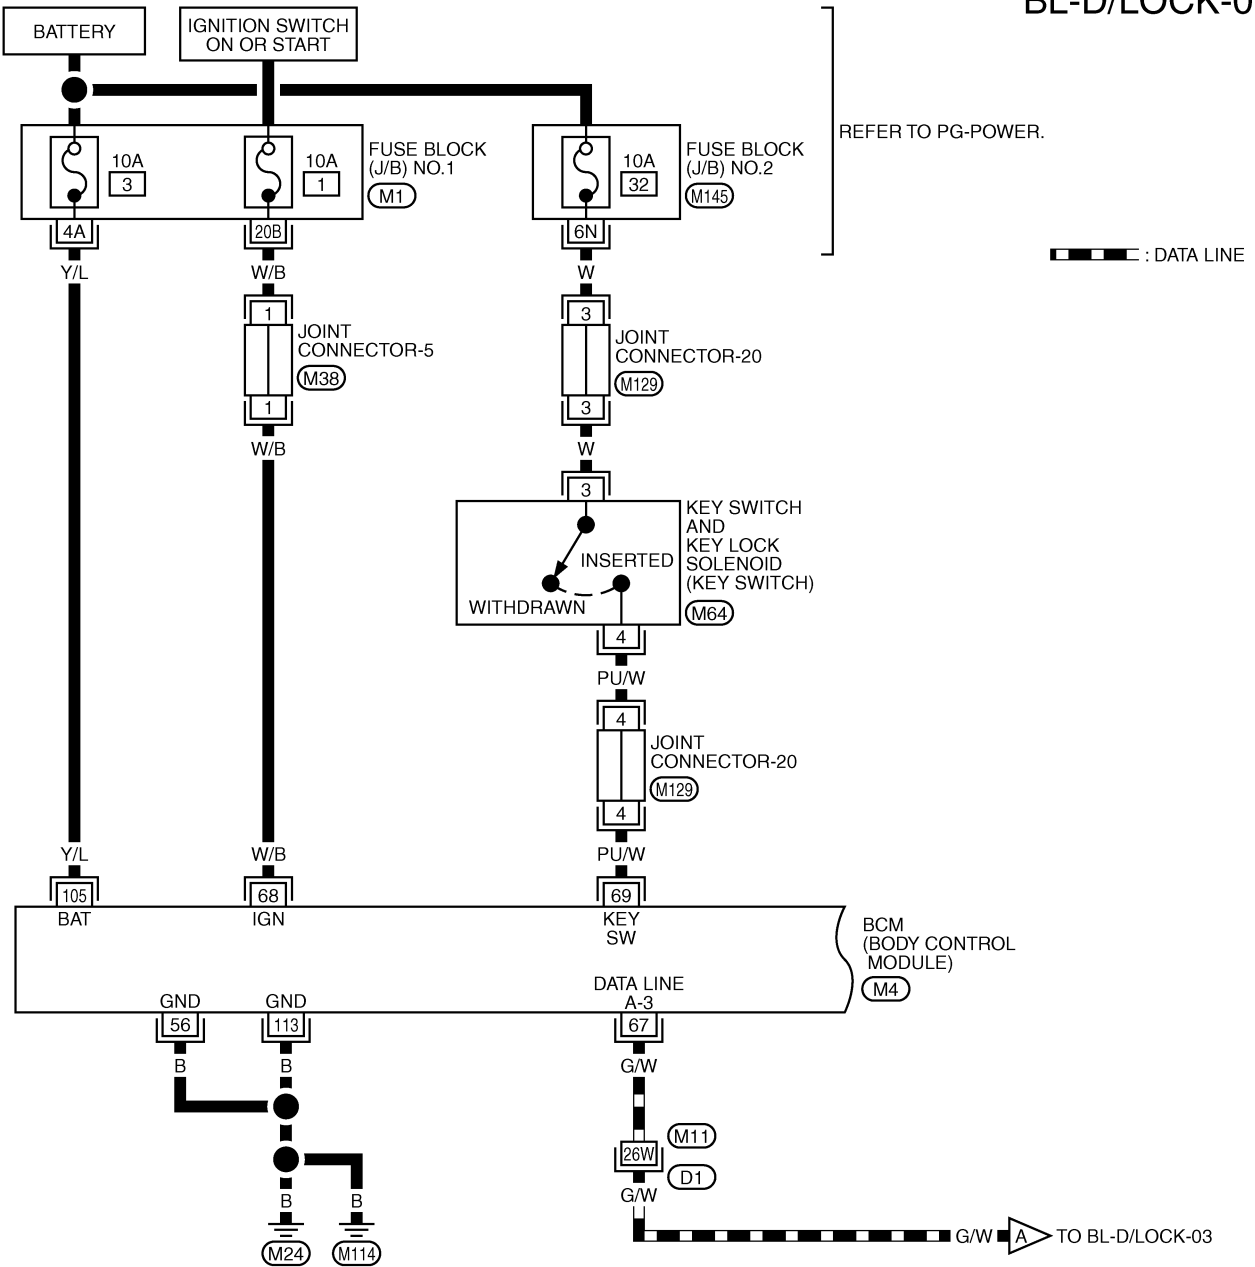 BL-D/LOCK-0
BATTERY
IGNITION SWITCH
ON OR START
REFER TO PG-POWER.
10A
3
10A
1
FUSE BLOCK
(J/B) NO.1
M1
10A
32
FUSE BLOCK
(J/B) NO.2
M145
4A
20B
6N
: DATA LINE
Y/L
W/B
W
1
3
JOINT
CONNECTOR-5
M38
JOINT
CONNECTOR-20
M129
1
3
W/B
W
3
KEY SWITCH
AND
KEY LOCK
SOLENOID
(KEY SWITCH)
M64
INSERTED
WITHDRAWN
4
PU/W
4
JOINT
CONNECTOR-20
M129
4
Y/L
W/B
PU/W
105
68
69
BAT
IGN
KEY
SW
BCM
(BODY CONTROL
MODULE)
M4
GND
GND
DATA LINE
A-3
56
113
67
B
B
G/W
M11
26W
D1
G/W
B
B
M24
M114
G/W
A
TO BL-D/LOCK-03